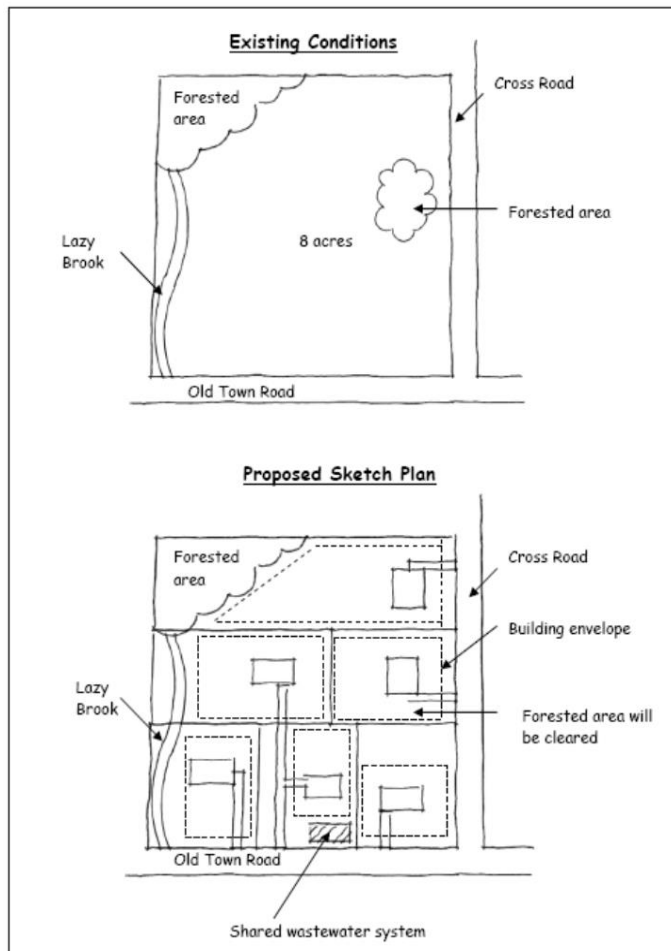 Existing Conditions
Forested
area
Cross Road
Forested area
8 acres
Lazy
Brook
Old Town Road
Proposed Sketch Plan
Forested
area
Cross Road
Building envelope
Lazy
Brook
Forested area will
be cleared
Old Town Road
Shared wastewater system